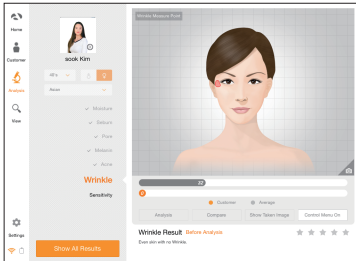 Home
Customer
Analysis
View
Settings
sook Kim
40's
Asian
Moisture
Sebum
Pore
Melanin
Acne
Wrinkle
Sensitivity
Show All Results
Wrinkle Measure Point
32
0
Customer
Average
Analysis
Compare
Show Taken Image
Control Menu On
Wrinkle Result Before Analysis
Even skin with no Wrinkle.